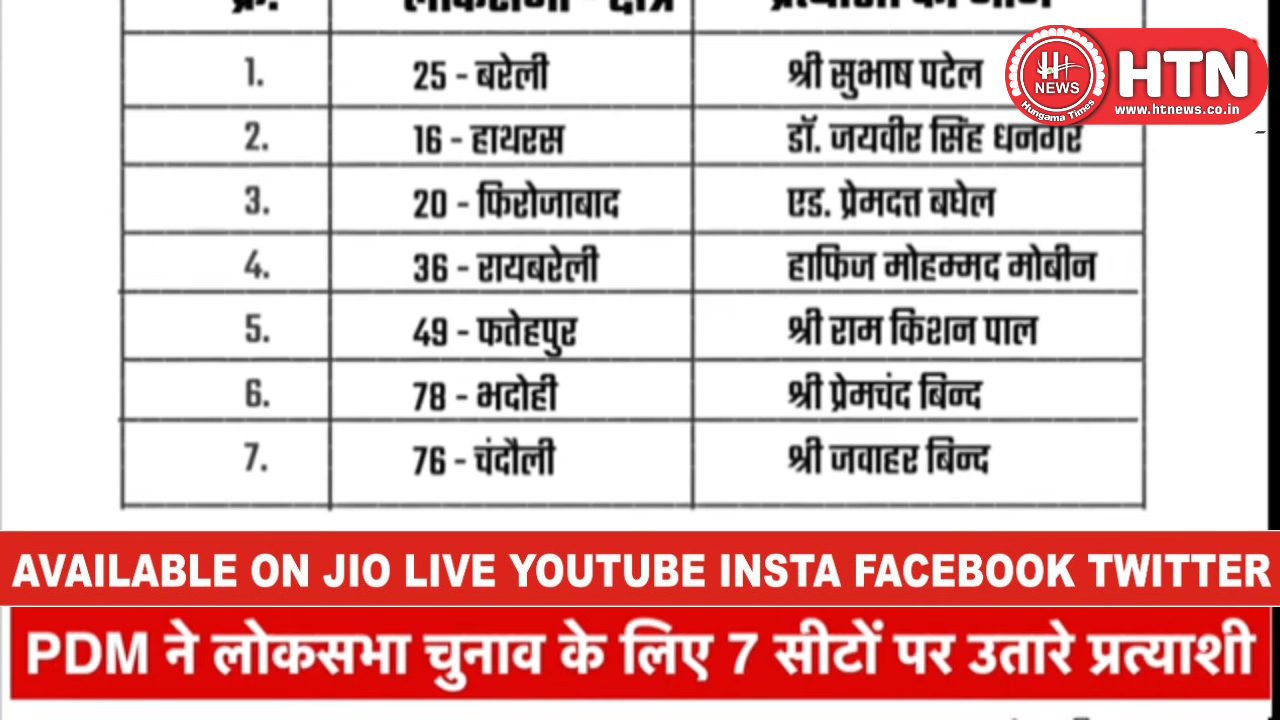 क्र. लोकसभा - क्षेत्र प्रत्याशी का नाम
1. 25 - बरेली श्री सुभाष पटेल
2. 16 - हाथरस डॉ. जयवीर सिंह धनगर
3. 20 - फिरोजाबाद एड. प्रेमदत्त बघेल
4. 36 - रायबरेली हाफिज मोहम्मद मोबीन
5. 49 - फतेहपुर श्री राम किशन पाल
6. 78 - भदोही श्री प्रेमचंद बिन्द
7. 76 - चंदौली श्री जवाहर बिन्द
H NEWS
Hungama Times
HTN
www.htnews.co.in
AVAILABLE ON JIO LIVE YOUTUBE INSTA FACEBOOK TWITTER
PDM ने लोकसभा चुनाव के लिए 7 सीटों पर उतारे प्रत्याशी